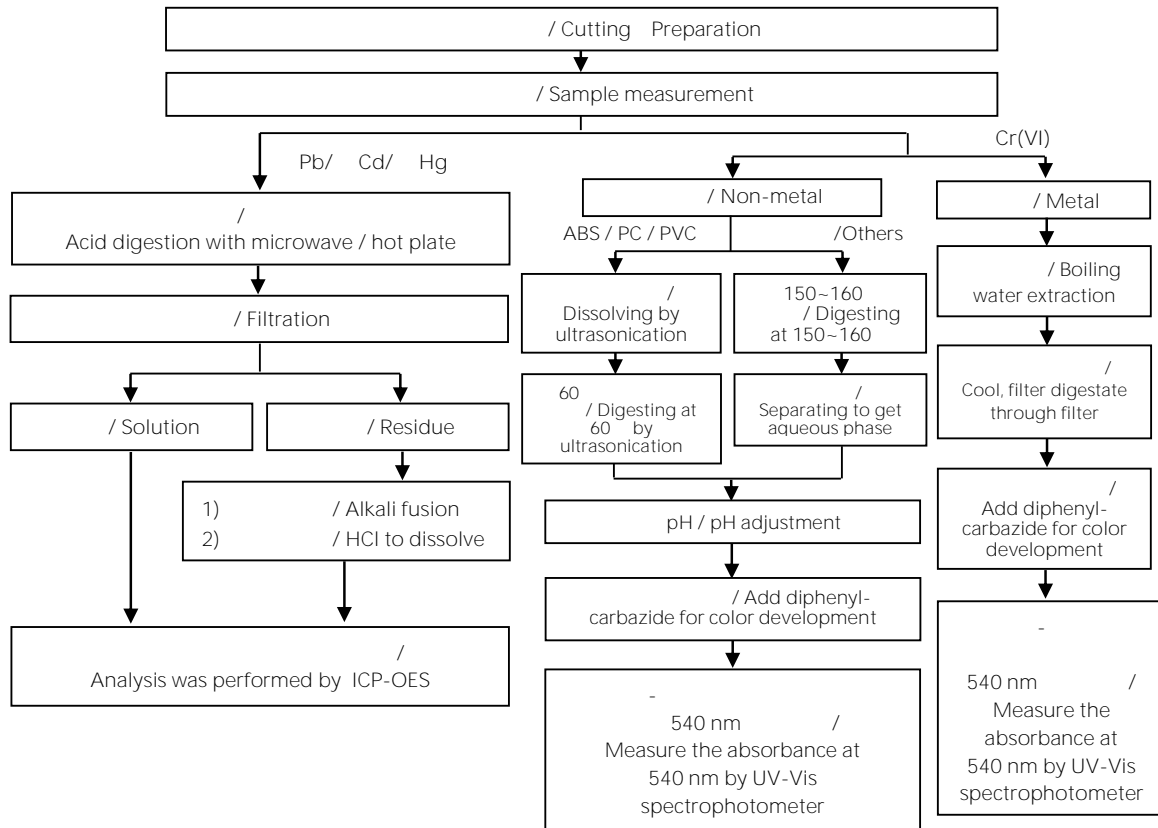 / Cutting Preparation
/ Sample measurement
Pb/ Cd/ Hg
Cr(VI)
/
Acid digestion with microwave / hot plate
/ Filtration
/ Solution
/ Residue
1) / Alkali fusion
2) / HCl to dissolve
/
Analysis was performed by ICP-OES
/ Non-metal
ABS / PC / PVC
/Others
/
Dissolving by
ultrasonication
60
/ Digesting at
60 by
ultrasonication
150~160
/ Digesting
at 150~160
/
Separating to get
aqueous phase
pH / pH adjustment
/ Add diphenyl-
carbazide for color development
-
540 nm /
Measure the absorbance at
540 nm by UV-Vis
spectrophotometer
/ Metal
/ Boiling
water extraction
/
Cool, filter digestate
through filter
/
Add diphenyl-
carbazide for color
development
-
540 nm /
Measure the
absorbance at
540 nm by UV-Vis
spectrophotometer